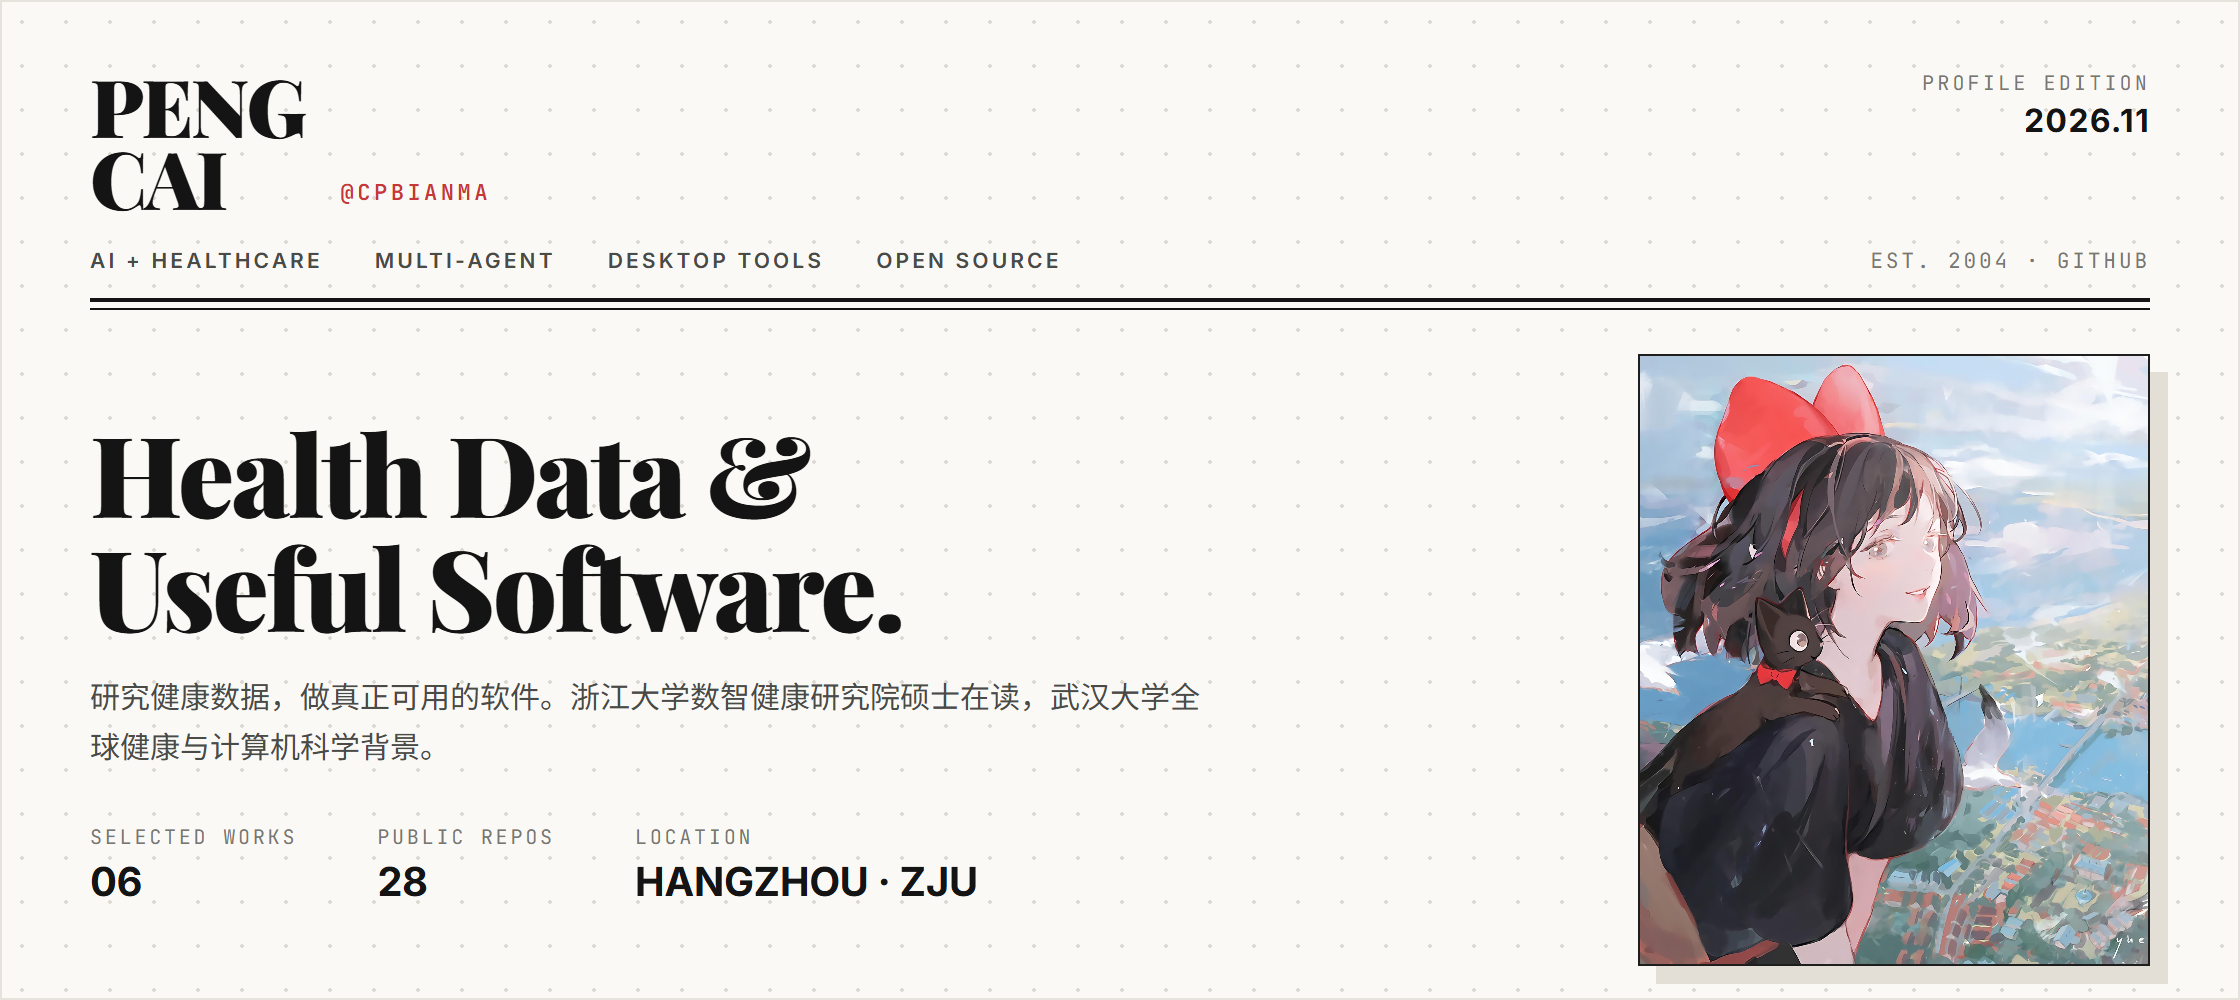 PENG
CAI
@CPBIANMA
PROFILE EDITION
2026.11
AI + HEALTHCARE MULTI-AGENT DESKTOP TOOLS OPEN SOURCE
EST. 2004 · GITHUB
Health Data &
Useful Software.
研究健康数据，做真正可用的软件。浙江大学数智健康研究院硕士在读，武汉大学全
球健康与计算机科学背景。
SELECTED WORKS
06
PUBLIC REPOS
28
LOCATION
HANGZHOU · ZJU
yue